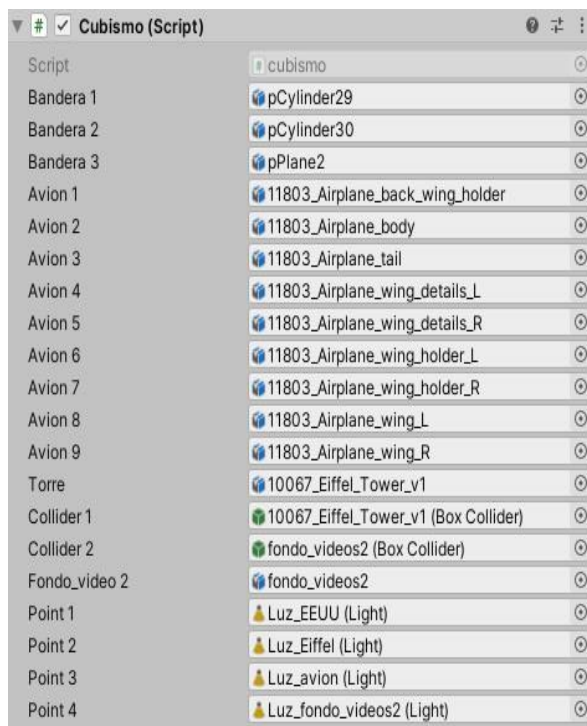 Cubismo (Script)
Script cubismo
Bandera 1 pCylinder29
Bandera 2 pCylinder30
Bandera 3 pPlane2
Avion 1 11803_Airplane_back_wing_holder
Avion 2 11803_Airplane_body
Avion 3 11803_Airplane_tail
Avion 4 11803_Airplane_wing_details_L
Avion 5 11803_Airplane_wing_details_R
Avion 6 11803_Airplane_wing_holder_L
Avion 7 11803_Airplane_wing_holder_R
Avion 8 11803_Airplane_wing_L
Avion 9 11803_Airplane_wing_R
Torre 10067_Eiffel_Tower_v1
Collider 1 10067_Eiffel_Tower_v1 (Box Collider)
Collider 2 fondo_videos2 (Box Collider)
Fondo_video 2 fondo_videos2
Point 1 Luz_EEUU (Light)
Point 2 Luz_Eiffel (Light)
Point 3 Luz_avion (Light)
Point 4 Luz_fondo_videos2 (Light)